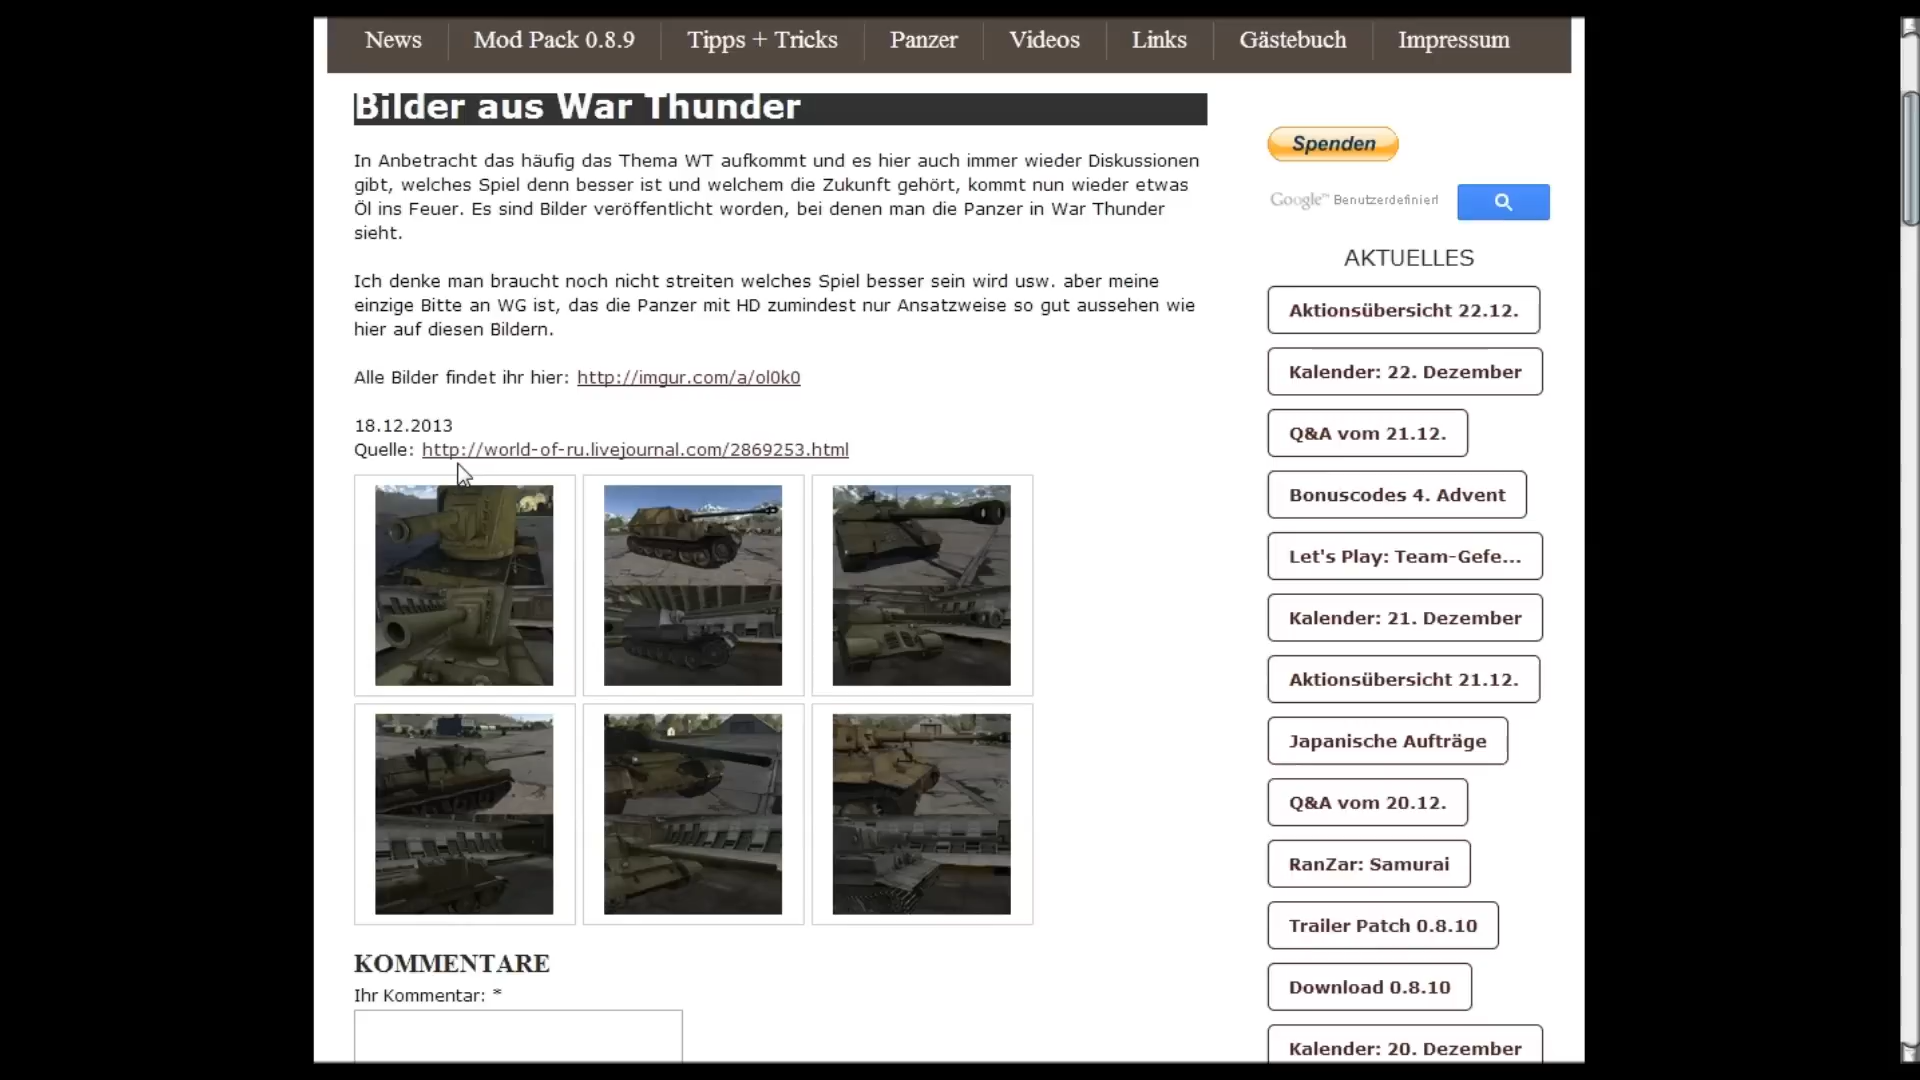 News
Mod Pack 0.8.9
Tipps + Tricks
Panzer
Videos
Links
Gästebuch
Impressum
Bilder aus War Thunder
In Anbetracht das häufig das Thema WT aufkommt und es hier auch immer wieder Diskussionen
gibt, welches Spiel denn besser ist und welchem die Zukunft gehört, kommt nun wieder etwas
Öl ins Feuer. Es sind Bilder veröffentlicht worden, bei denen man die Panzer in War Thunder
sieht.
Ich denke man braucht noch nicht streiten welches Spiel besser sein wird usw. aber meine
einzige Bitte an WG ist, das die Panzer mit HD zumindest nur Ansatzweise so gut aussehen wie
hier auf diesen Bildern.
Alle Bilder findet ihr hier: http://imgur.com/a/ol0k0
18.12.2013
Quelle: http://world-of-ru.livejournal.com/2869253.html
KOMMENTARE
Ihr Kommentar: *
Spenden
Google™ Benutzerdefiniert
AKTUELLES
Aktionsübersicht 22.12.
Kalender: 22. Dezember
Q&A vom 21.12.
Bonuscodes 4. Advent
Let's Play: Team-Gefe...
Kalender: 21. Dezember
Aktionsübersicht 21.12.
Japanische Aufträge
Q&A vom 20.12.
RanZar: Samurai
Trailer Patch 0.8.10
Download 0.8.10
Kalender: 20. Dezember